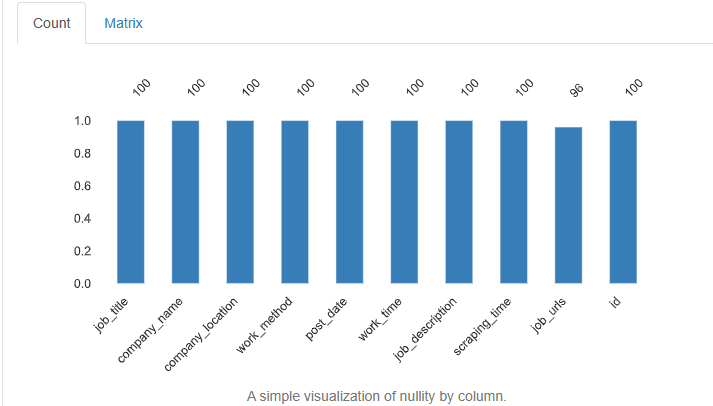 Count Matrix
100 100 100 100 100 100 100 100 96 100
1.0
0.8
0.6
0.4
0.2
0.0
job_title company_name company_location work_method post_date work_time job_description scraping_time job_urls id
A simple visualization of nullity by column.